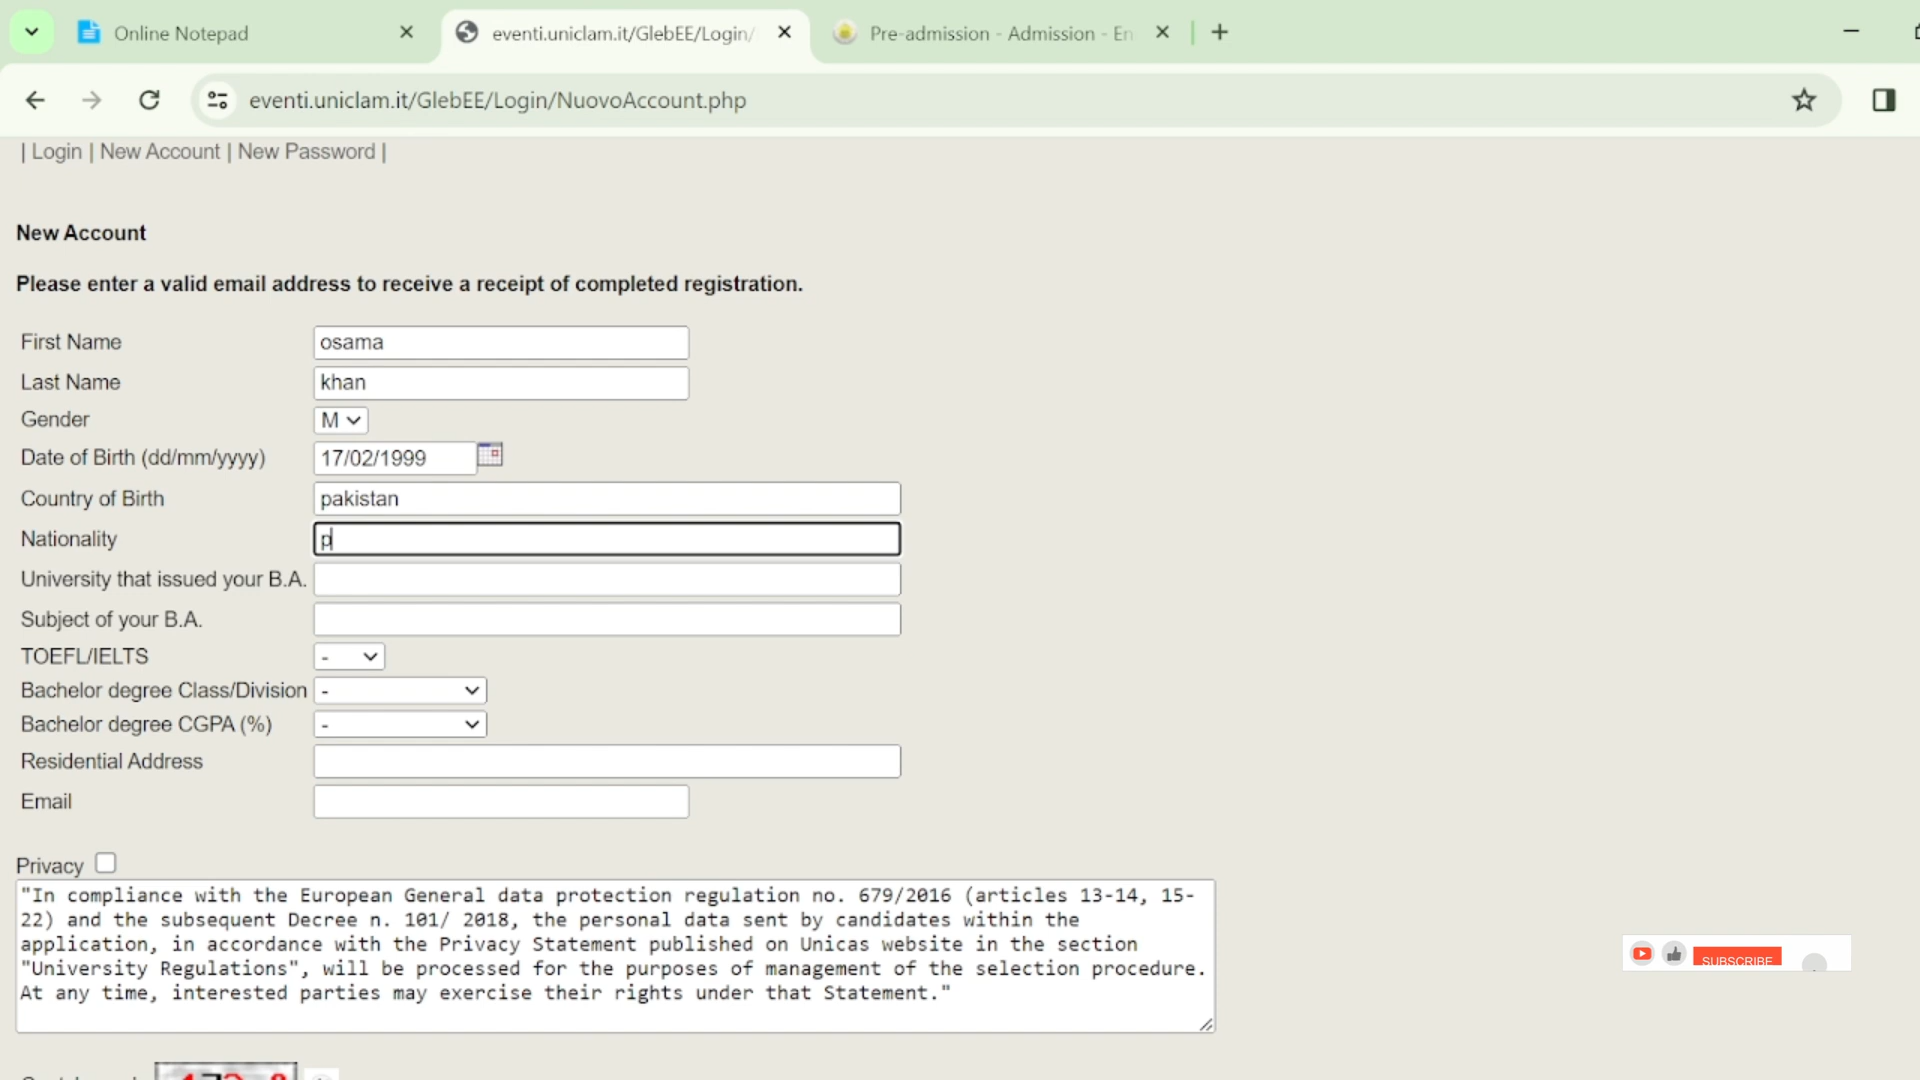 Online Notepad
eventi.uniclam.it/GlebEE/Login/
Pre-admission - Admission - En
eventi.uniclam.it/GlebEE/Login/NuovoAccount.php
| Login | New Account | New Password |
New Account
Please enter a valid email address to receive a receipt of completed registration.
First Name osama
Last Name khan
Gender M
Date of Birth (dd/mm/yyyy) 17/02/1999
Country of Birth pakistan
Nationality p
University that issued your B.A.
Subject of your B.A.
TOEFL/IELTS -
Bachelor degree Class/Division -
Bachelor degree CGPA (%) -
Residential Address
Email
Privacy
"In compliance with the European General data protection regulation no. 679/2016 (articles 13-14, 15-
22) and the subsequent Decree n. 101/ 2018, the personal data sent by candidates within the
application, in accordance with the Privacy Statement published on Unicas website in the section
"University Regulations", will be processed for the purposes of management of the selection procedure.
At any time, interested parties may exercise their rights under that Statement."
SUBSCRIBE